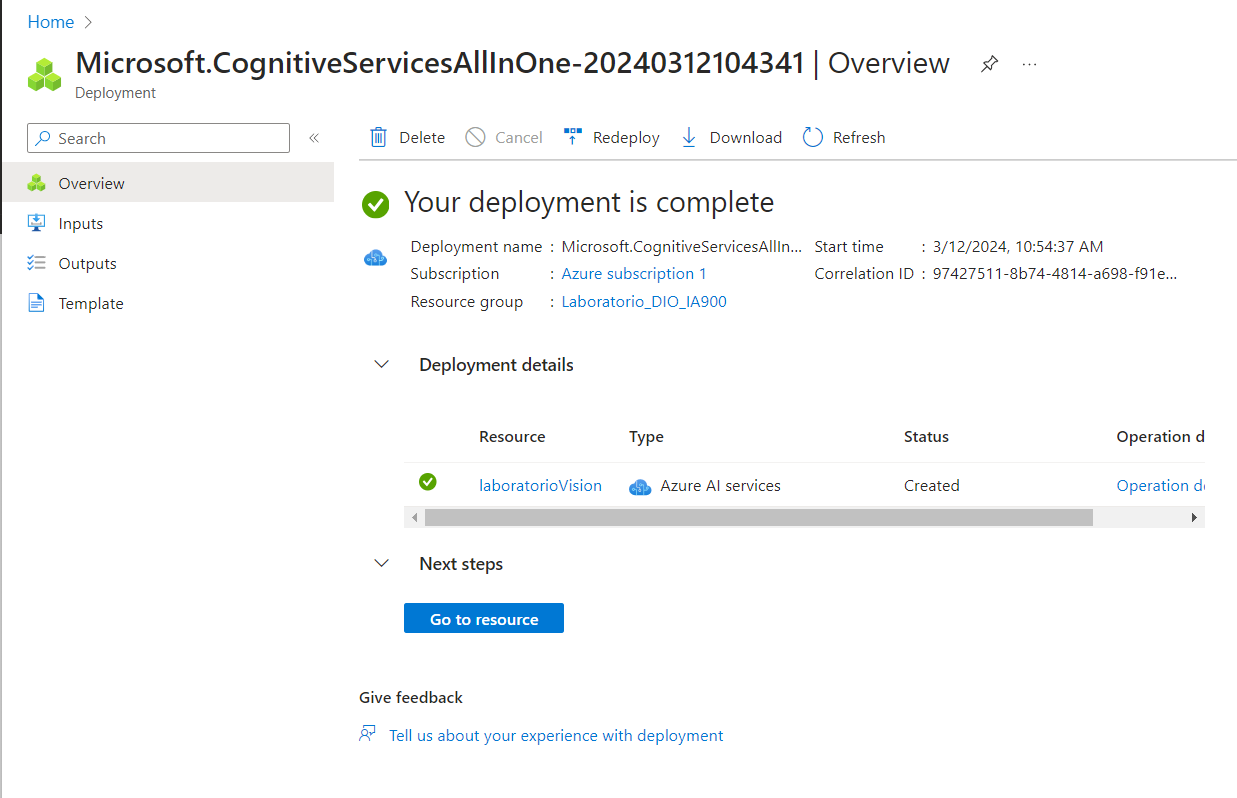 Home
Microsoft.CognitiveServicesAllInOne-20240312104341 | Overview
Deployment
Search
Overview
Inputs
Outputs
Template
Delete Cancel Redeploy Download Refresh
Your deployment is complete
Deployment name : Microsoft.CognitiveServicesAllIn... Start time : 3/12/2024, 10:54:37 AM
Subscription : Azure subscription 1 Correlation ID : 97427511-8b74-4814-a698-f91e...
Resource group : Laboratorio_DIO_IA900
Deployment details
Resource Type Status Operation d
laboratorioVision Azure AI services Created Operation de
Next steps
Go to resource
Give feedback
Tell us about your experience with deployment